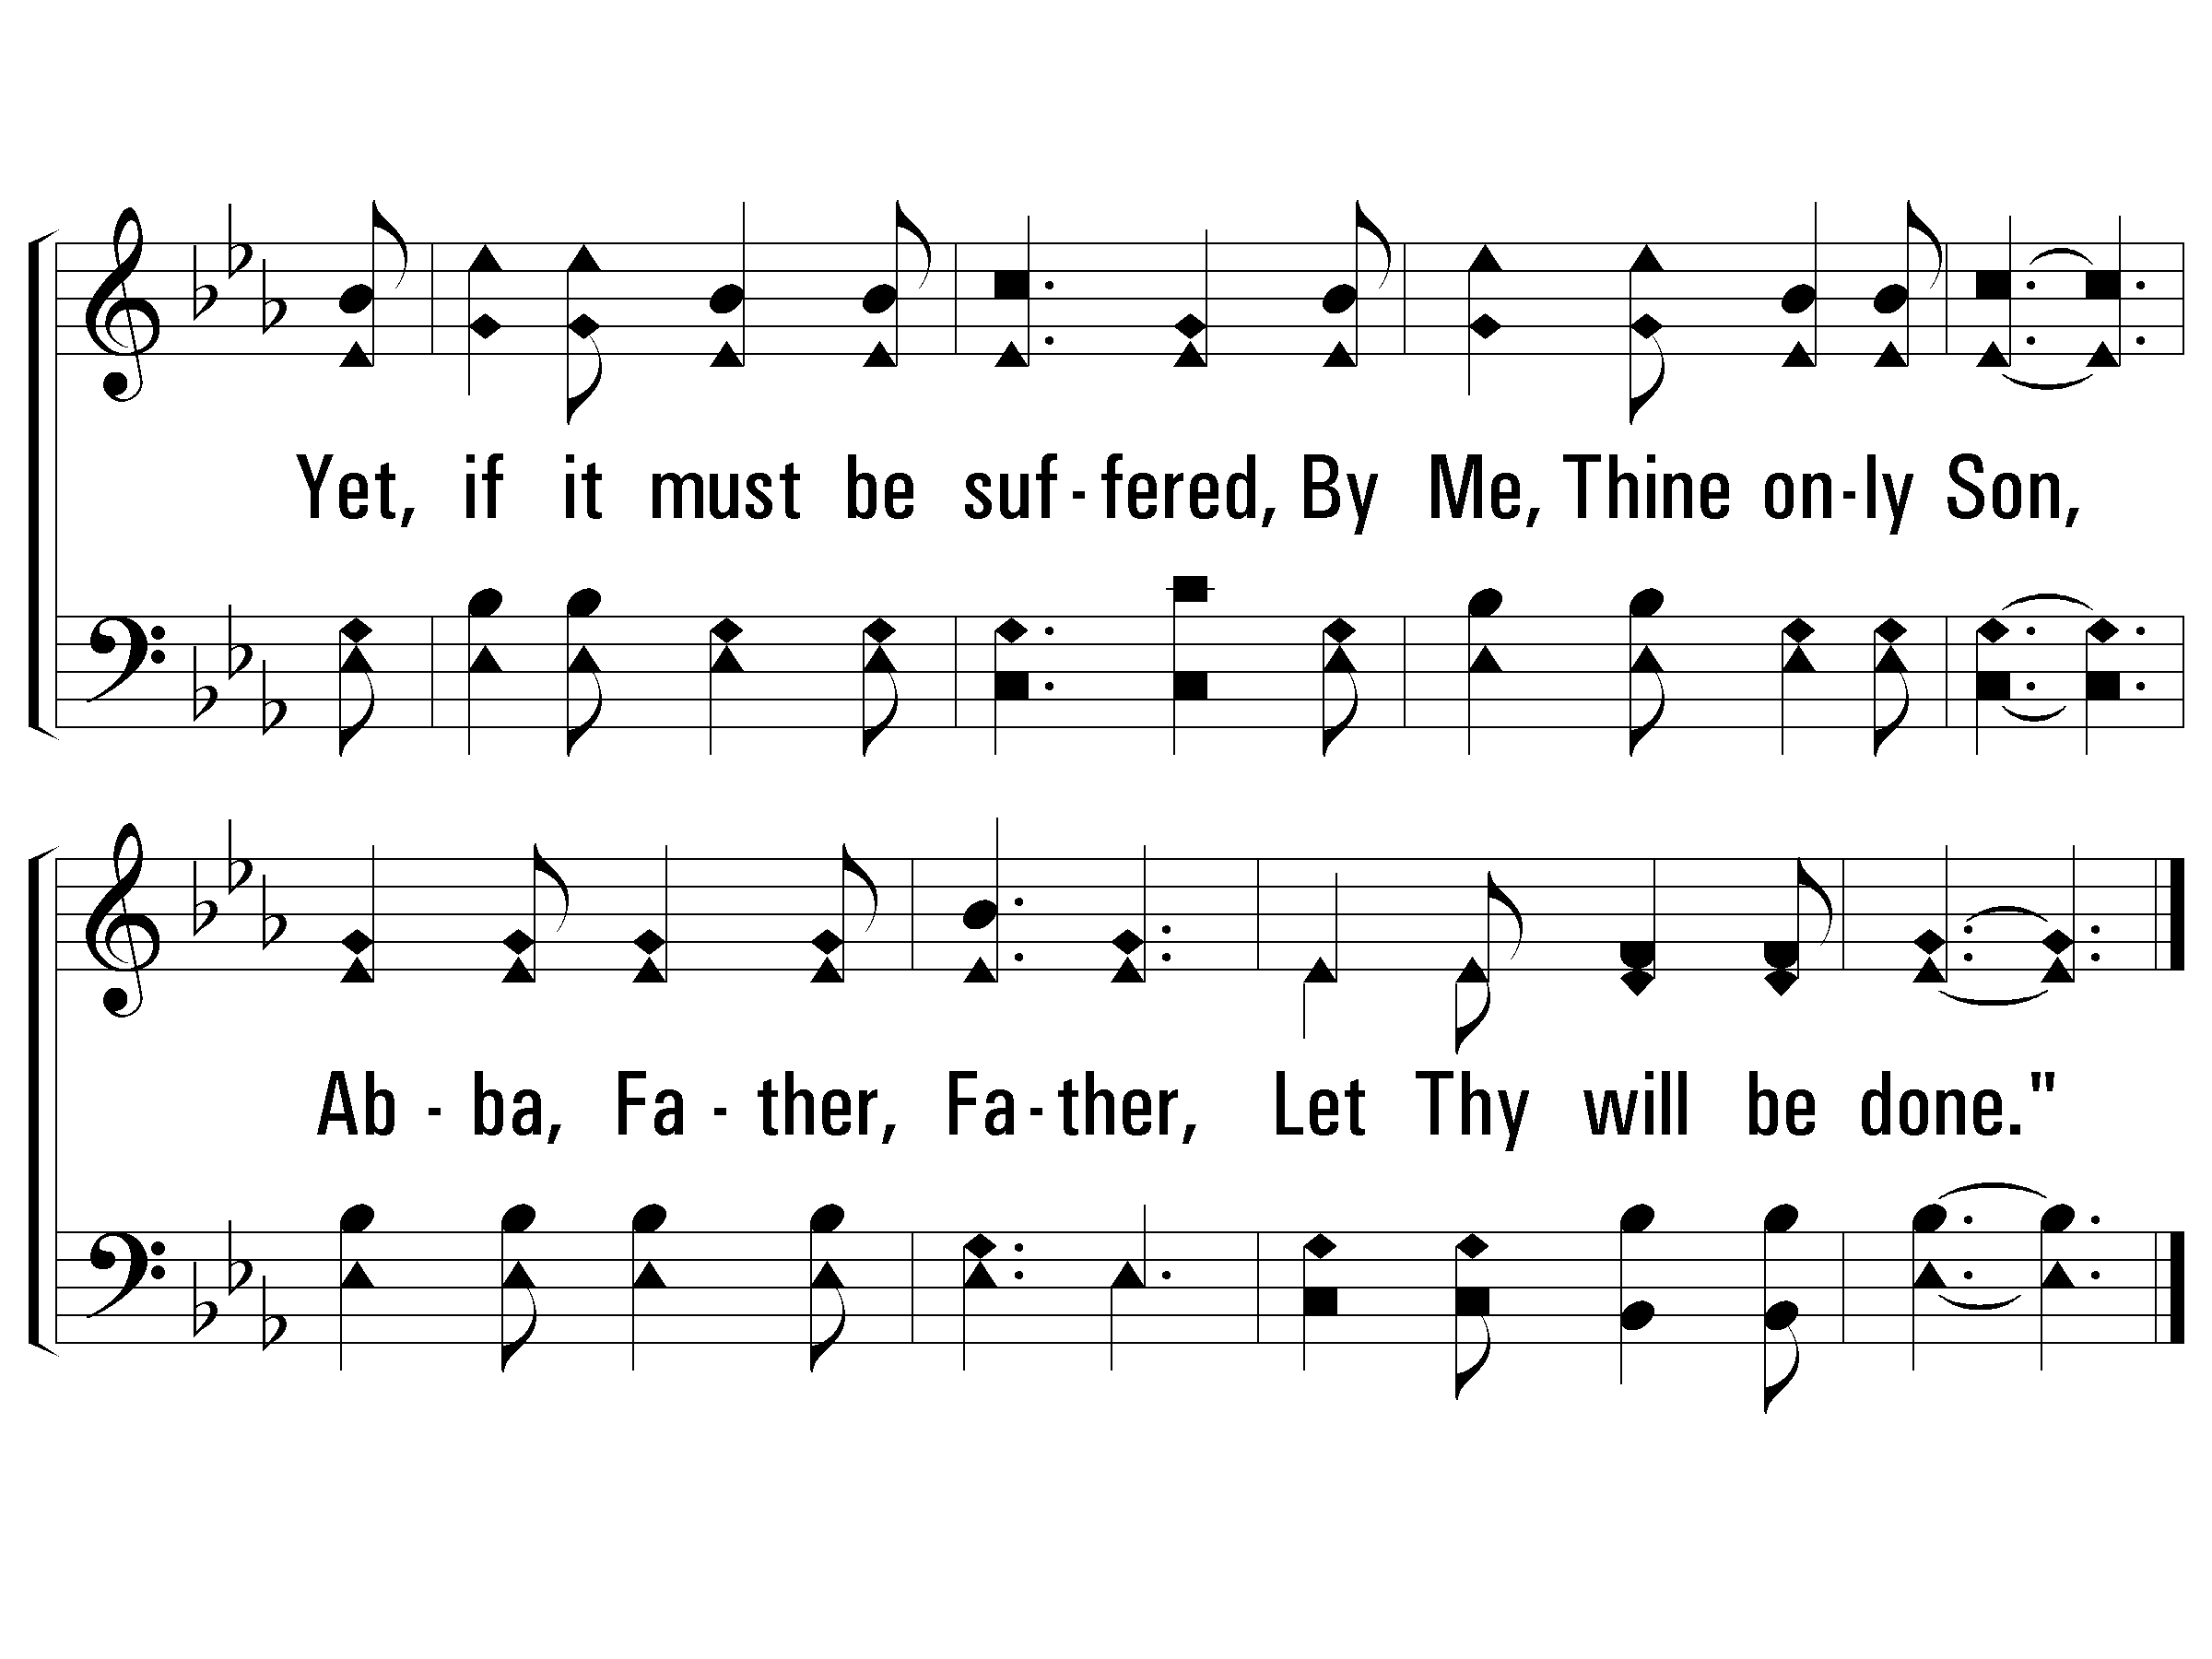 Yet, if it must be suf-fered, By Me, Thine on-ly Son,
Ab - ba, Fa - ther, Fa-ther, Let Thy will be done."